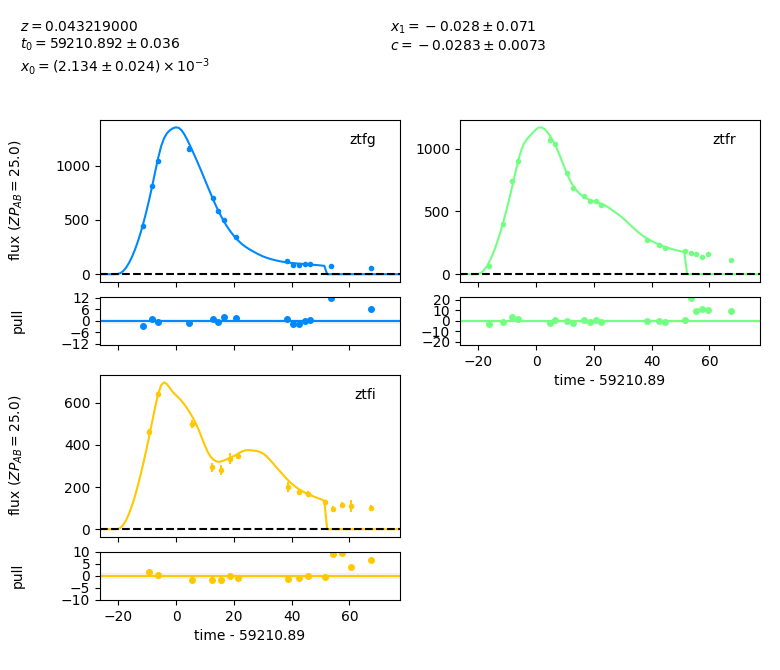 z = 0.043219000
t₀ = 59210.892 ± 0.036
x₀ = (2.134 ± 0.024) × 10⁻³
x₁ = −0.028 ± 0.071
c = −0.0283 ± 0.0073
ztfg
flux (ZP_AB = 25.0)
1000
500
0
ztfr
1000
500
0
pull
12
6
0
−6
−12
20
10
0
−10
−20
−20 0 20 40 60
time - 59210.89
ztfi
flux (ZP_AB = 25.0)
600
400
200
0
pull
10
5
0
−5
−10
−20 0 20 40 60
time - 59210.89